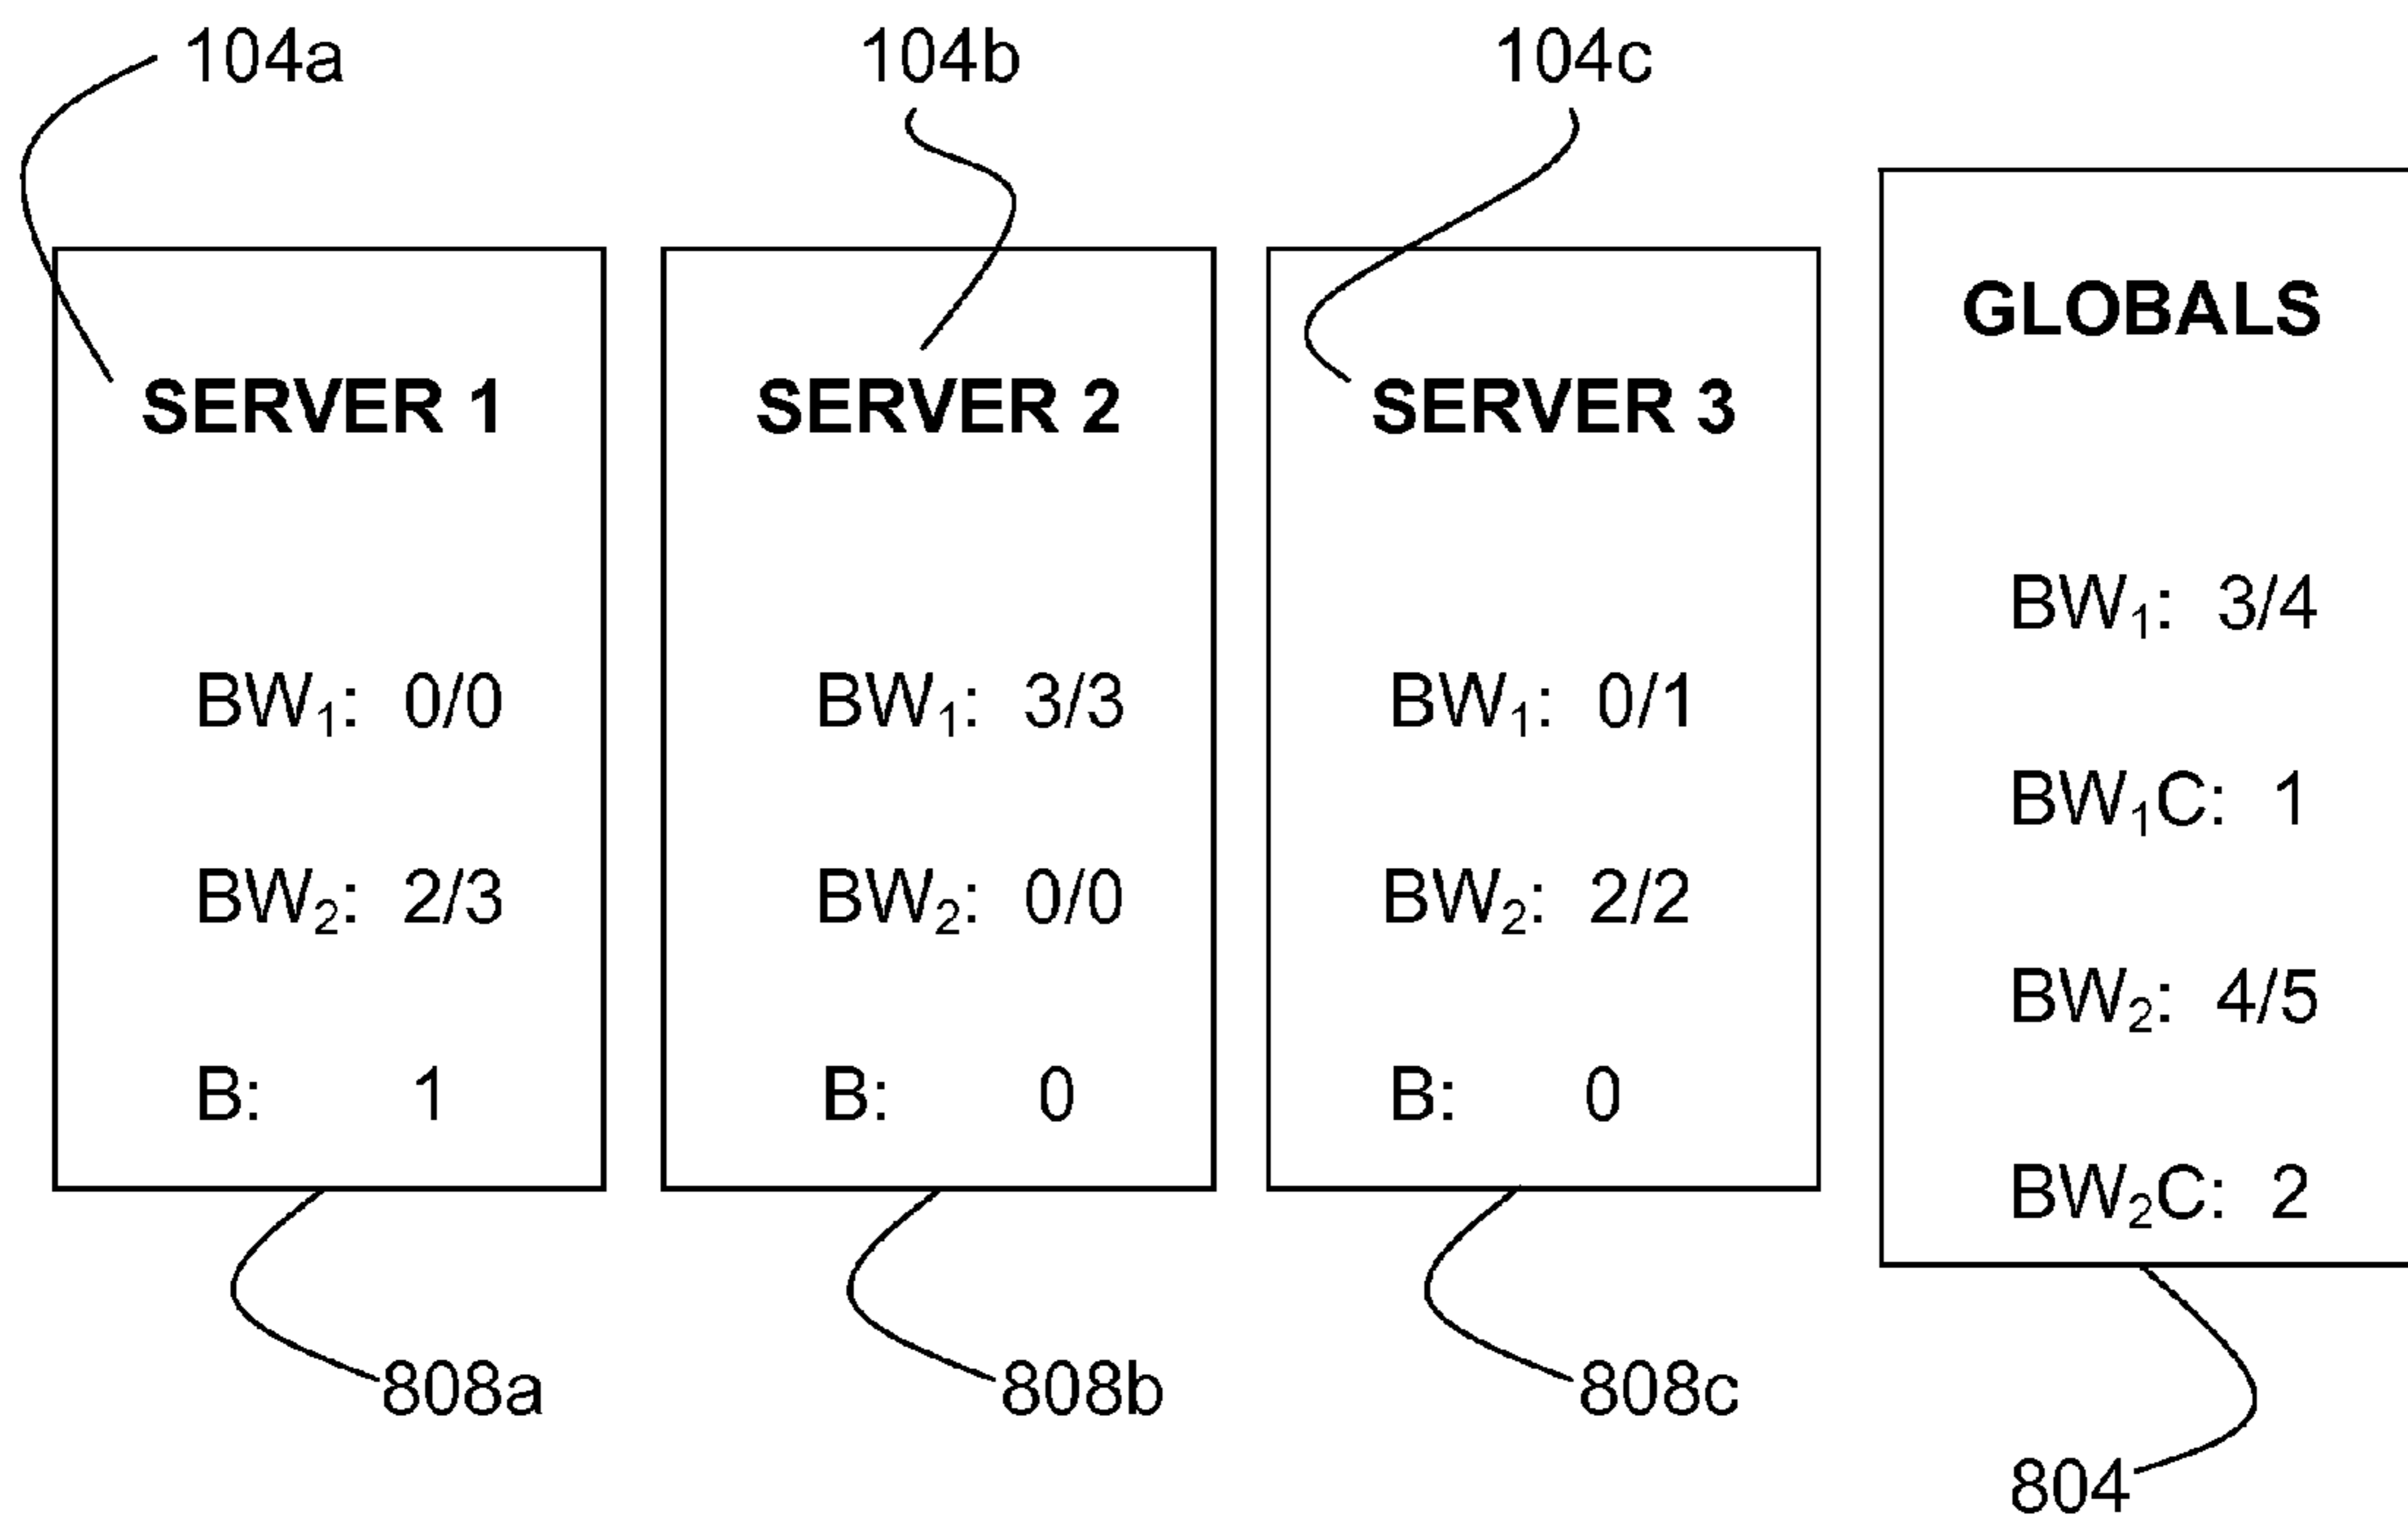 104a
104b
104c
SERVER 1
BW₁: 0/0
BW₂: 2/3
B: 1
808a
SERVER 2
BW₁: 3/3
BW₂: 0/0
B: 0
808b
SERVER 3
BW₁: 0/1
BW₂: 2/2
B: 0
808c
GLOBALS
BW₁: 3/4
BW₁C: 1
BW₂: 4/5
BW₂C: 2
804